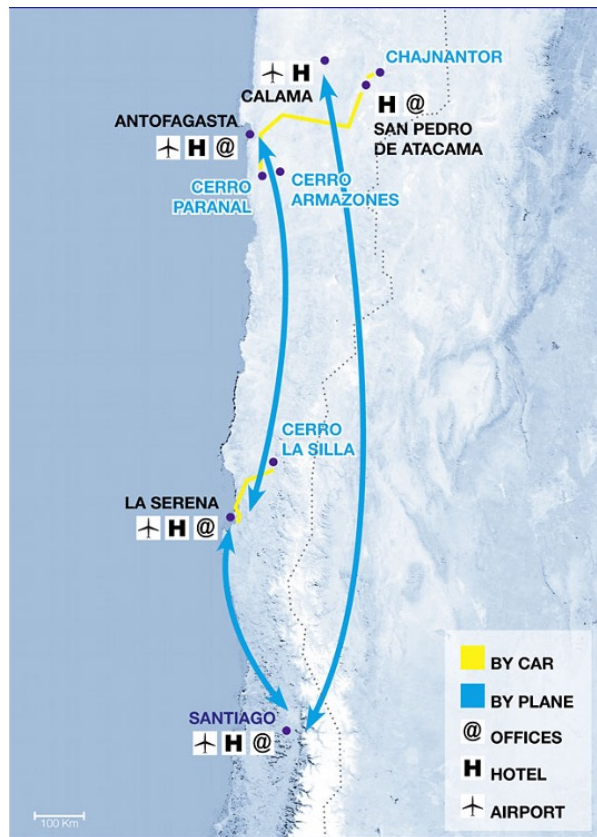 CHAJNANTOR
H
CALAMA
H @
SAN PEDRO
DE ATACAMA
ANTOFAGASTA
H @
CERRO
PARANAL
CERRO
ARMAZONES
CERRO
LA SILLA
LA SERENA
H @
SANTIAGO
H @
BY CAR
BY PLANE
@ OFFICES
H HOTEL
AIRPORT
100 Km